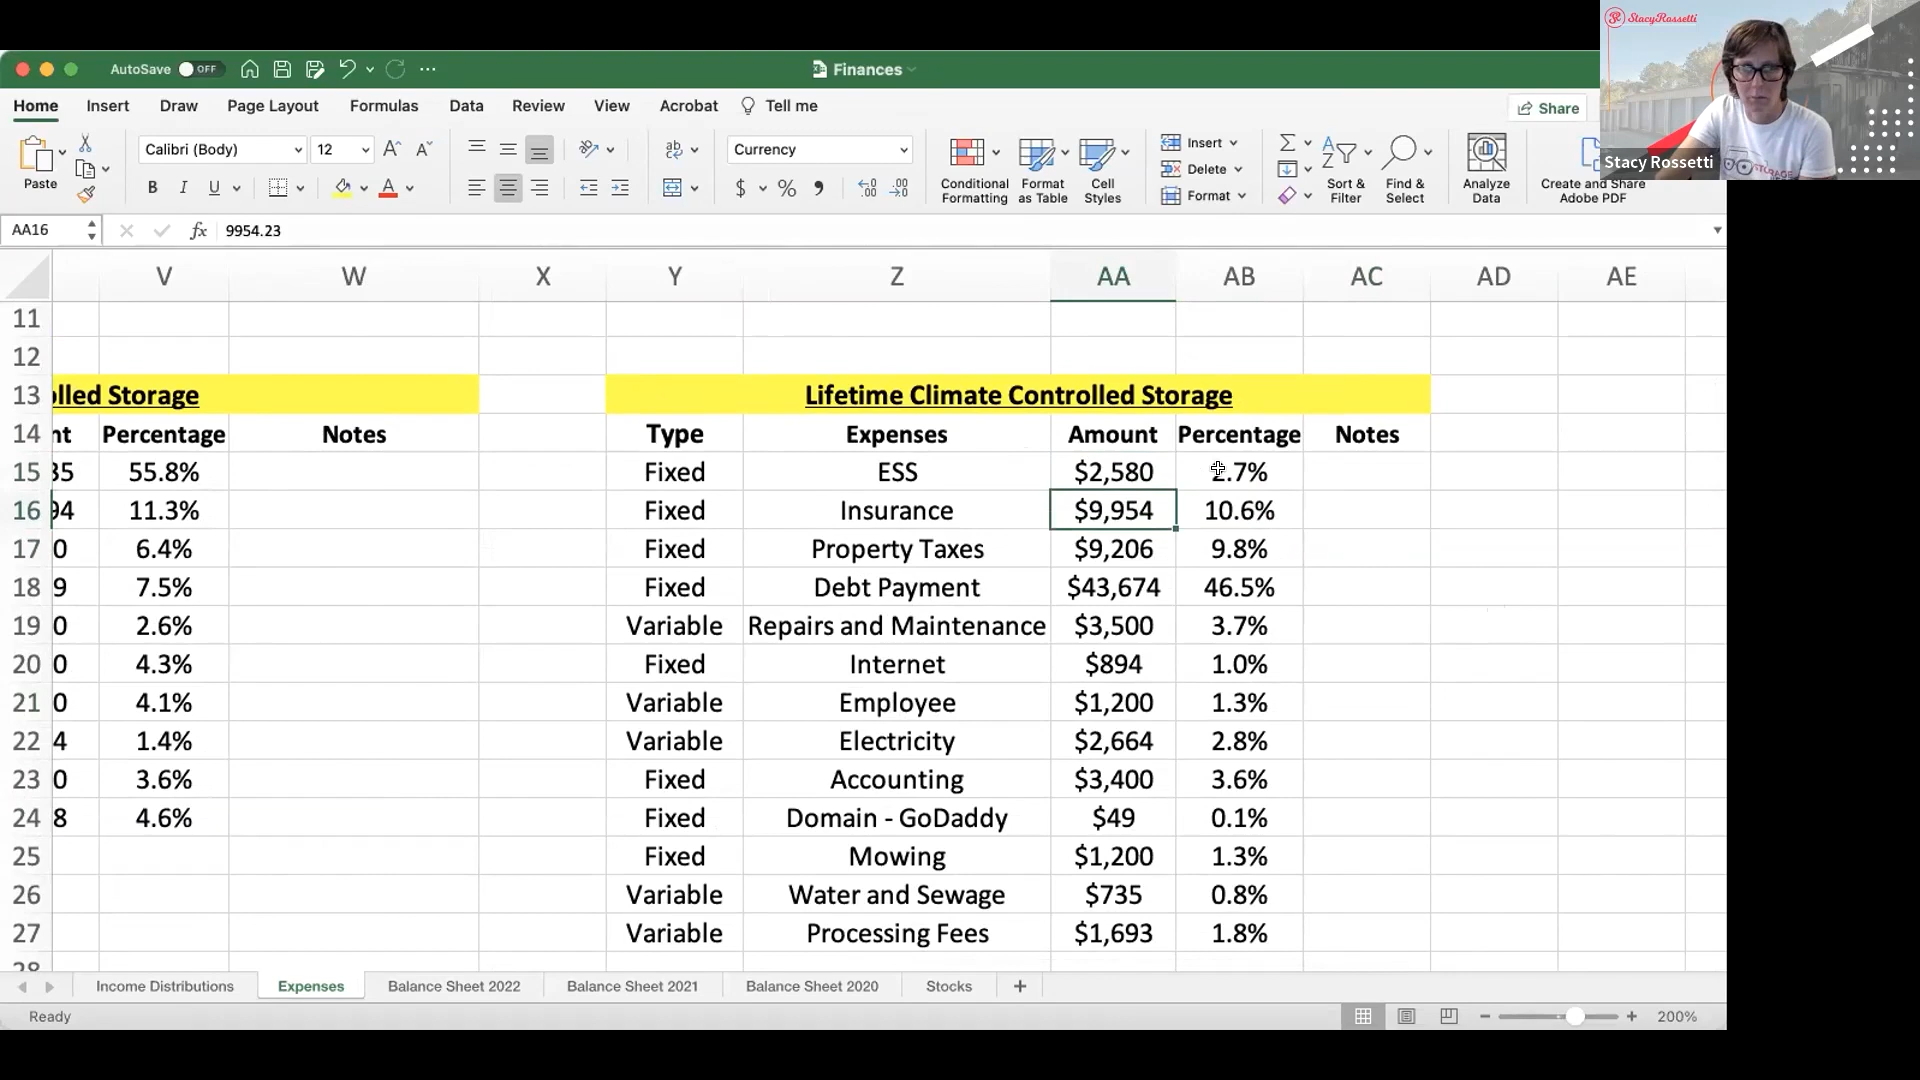 StacyRossetti
Stacy Rossetti
AutoSave OFF
Finances
Home Insert Draw Page Layout Formulas Data Review View Acrobat Tell me
Share
Paste
Calibri (Body) 12
Currency
Conditional Formatting
Format as Table
Cell Styles
Insert
Delete
Format
Sort & Filter
Find & Select
Analyze Data
Create and Share Adobe PDF
AA16 fx 9954.23
V W X Y Z AA AB AC AD AE
11
12
13 lled Storage Lifetime Climate Controlled Storage
14 nt Percentage Notes Type Expenses Amount Percentage Notes
15 35 55.8% Fixed ESS $2,580 .7%
16 94 11.3% Fixed Insurance $9,954 10.6%
17 0 6.4% Fixed Property Taxes $9,206 9.8%
18 9 7.5% Fixed Debt Payment $43,674 46.5%
19 0 2.6% Variable Repairs and Maintenance $3,500 3.7%
20 0 4.3% Fixed Internet $894 1.0%
21 0 4.1% Variable Employee $1,200 1.3%
22 4 1.4% Variable Electricity $2,664 2.8%
23 0 3.6% Fixed Accounting $3,400 3.6%
24 8 4.6% Fixed Domain - GoDaddy $49 0.1%
25 Fixed Mowing $1,200 1.3%
26 Variable Water and Sewage $735 0.8%
27 Variable Processing Fees $1,693 1.8%
28
Income Distributions Expenses Balance Sheet 2022 Balance Sheet 2021 Balance Sheet 2020 Stocks +
Ready 200%